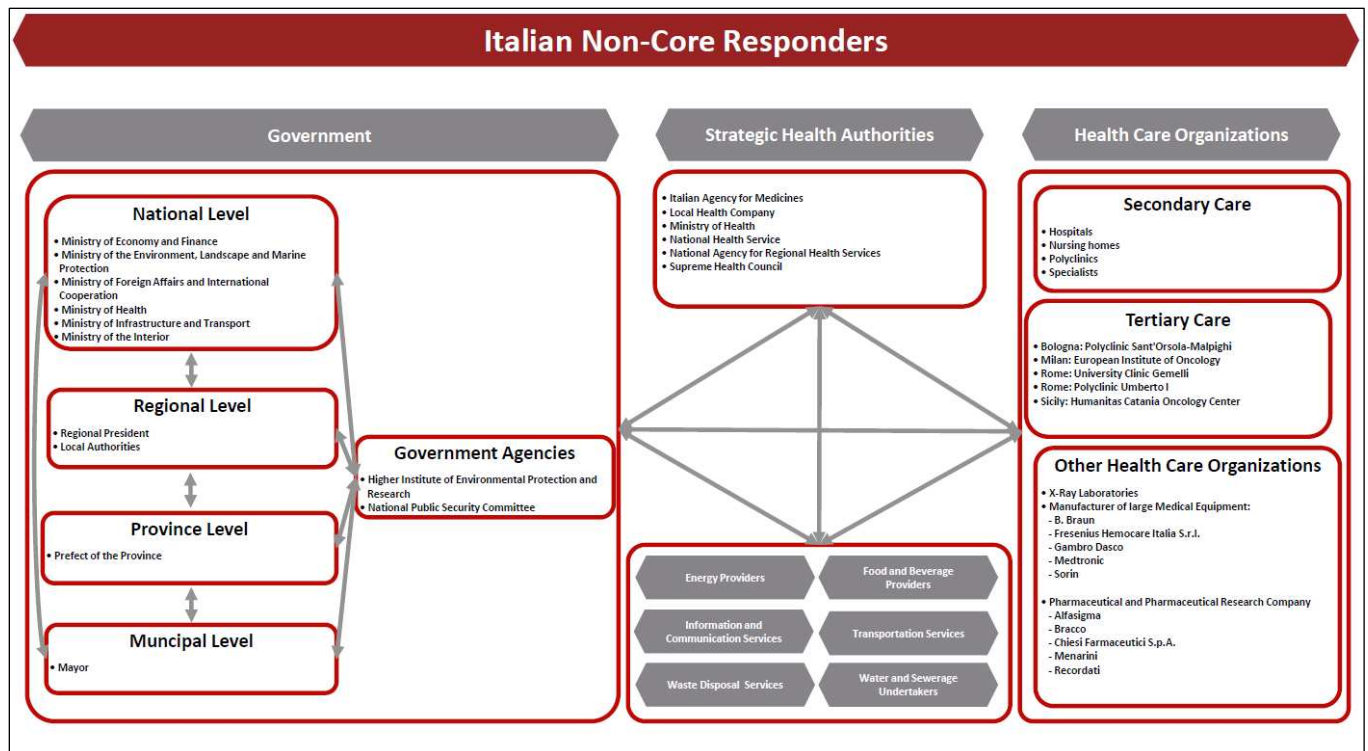 Italian Non-Core Responders
Government
National Level
• Ministry of Economy and Finance
• Ministry of the Environment, Landscape and Marine
Protection
• Ministry of Foreign Affairs and International
Cooperation
• Ministry of Health
• Ministry of Infrastructure and Transport
• Ministry of the Interior
Regional Level
• Regional President
• Local Authorities
Province Level
• Prefect of the Province
Muncipal Level
• Mayor
Government Agencies
• Higher Institute of Environmental Protection and
Research
• National Public Security Committee
Strategic Health Authorities
• Italian Agency for Medicines
• Local Health Company
• Ministry of Health
• National Health Service
• National Agency for Regional Health Services
• Supreme Health Council
Energy Providers
Food and Beverage
Providers
Information and
Communication Services
Transportation Services
Waste Disposal Services
Water and Sewerage
Undertakers
Health Care Organizations
Secondary Care
• Hospitals
• Nursing homes
• Polyclinics
• Specialists
Tertiary Care
• Bologna: Polyclinic Sant'Orsola-Malpighi
• Milan: European Institute of Oncology
• Rome: University Clinic Gemelli
• Rome: Polyclinic Umberto I
• Sicily: Humanitas Catania Oncology Center
Other Health Care Organizations
• X-Ray Laboratories
• Manufacturer of large Medical Equipment:
- B. Braun
- Fresenius Hemocare Italia S.r.l.
- Gambro Dasco
- Medtronic
- Sorin
• Pharmaceutical and Pharmaceutical Research Company
- Alfasigma
- Bracco
- Chiesi Farmaceutici S.p.A.
- Menarini
- Recordati